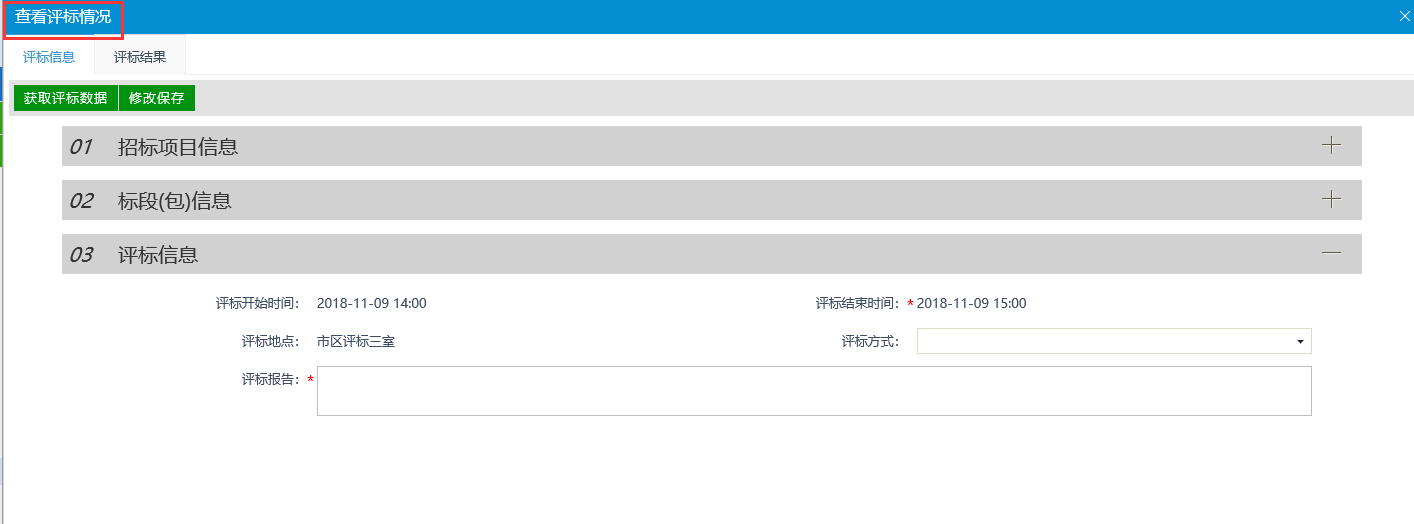 查看评标情况
评标信息 评标结果
获取评标数据 修改保存
01 招标项目信息
02 标段(包)信息
03 评标信息
评标开始时间： 2018-11-09 14:00 评标结束时间： *2018-11-09 15:00
评标地点： 市区评标三室 评标方式：
评标报告： *